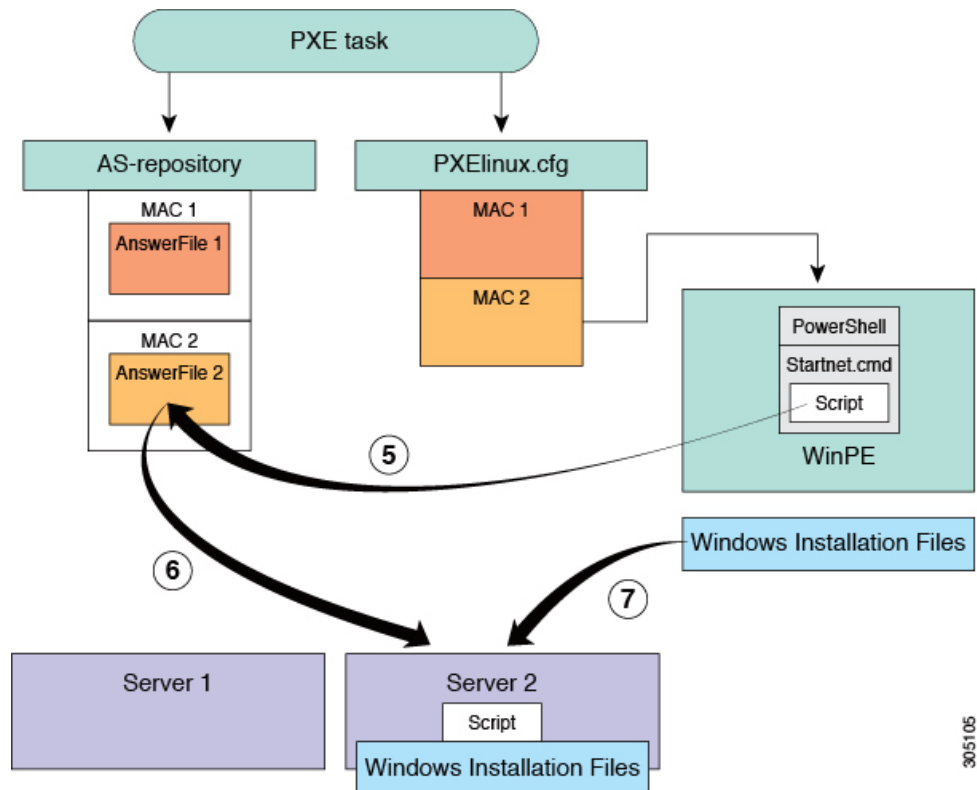 PXE task
AS-repository
PXElinux.cfg
MAC 1
AnswerFile 1
MAC 2
AnswerFile 2
MAC 1
MAC 2
PowerShell
Startnet.cmd
Script
WinPE
5
Windows Installation Files
6
7
Server 1
Server 2
Script
Windows Installation Files
305105